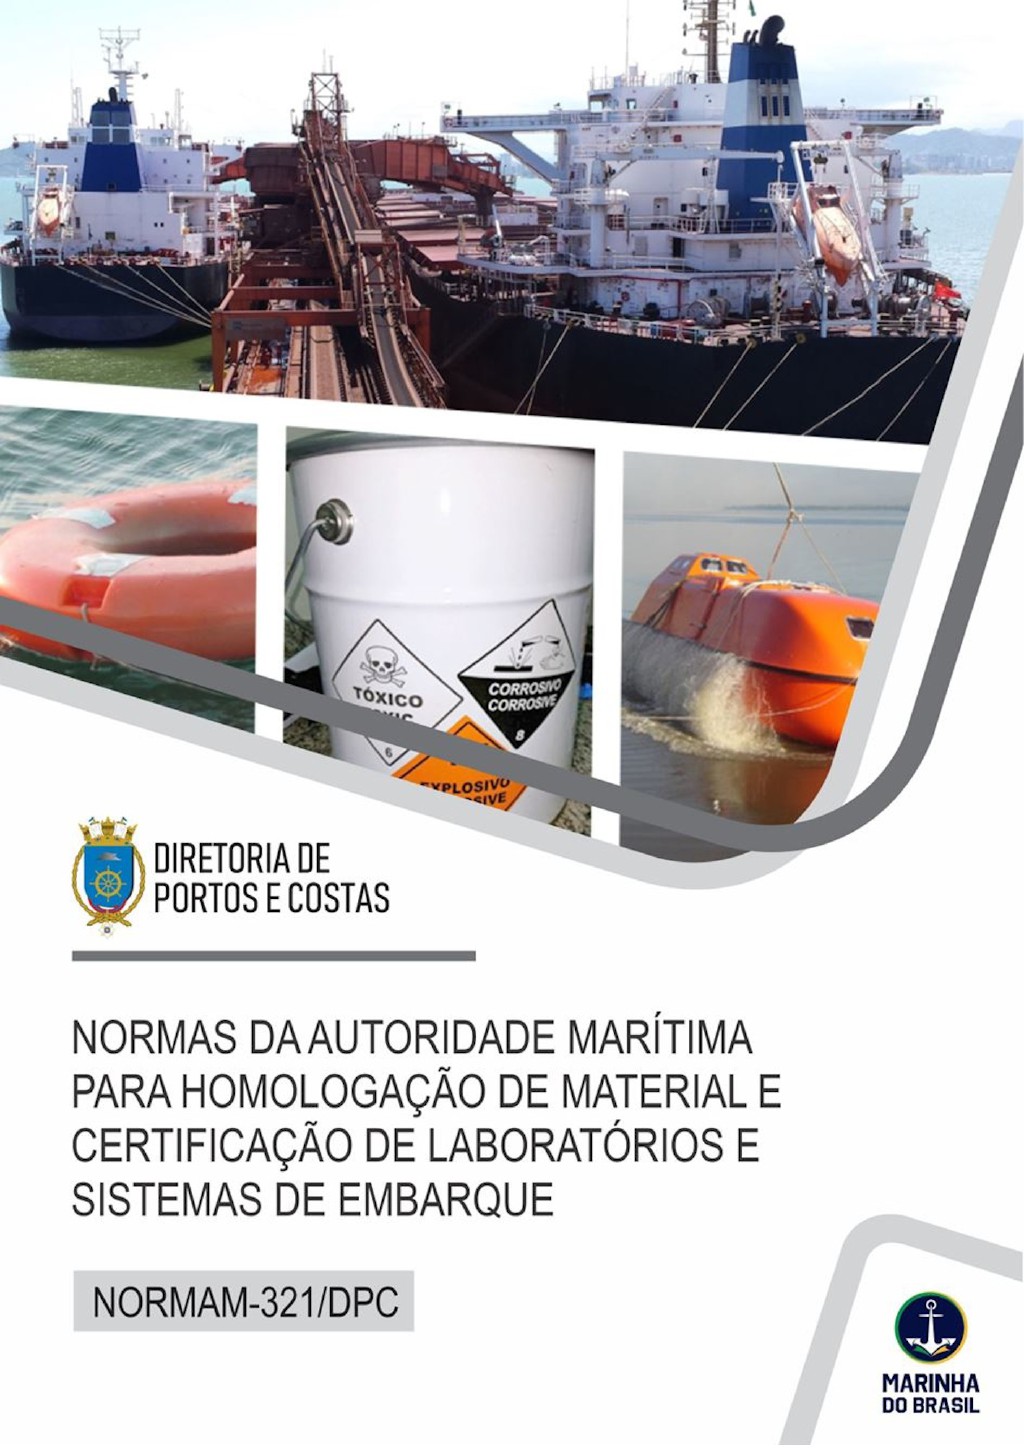 TÓXICO
6
CORROSIVO
CORROSIVE
8
EXPLOSIVO
DIRETORIA DE
PORTOS E COSTAS
NORMAS DA AUTORIDADE MARÍTIMA
PARA HOMOLOGAÇÃO DE MATERIAL E
CERTIFICAÇÃO DE LABORATÓRIOS E
SISTEMAS DE EMBARQUE
NORMAM-321/DPC
MARINHA
DO BRASIL